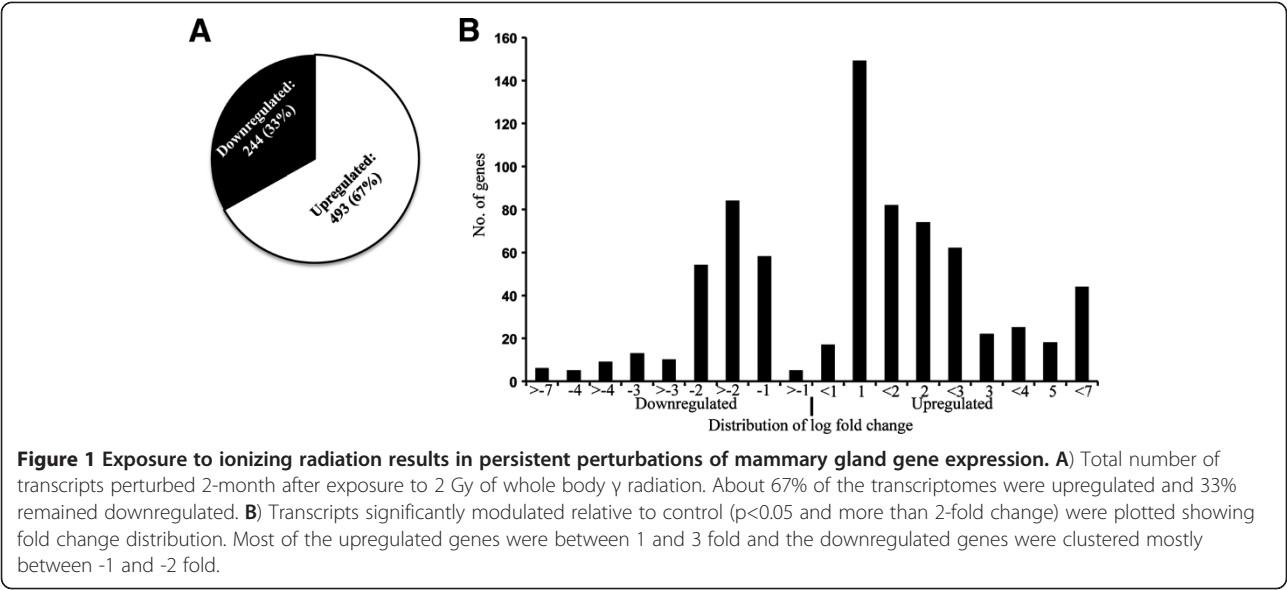 A
Downregulated:
244 (33%)
Upregulated:
493 (67%)
B
No. of genes
160
140
120
100
80
60
40
20
0
>-7 -4 >-4 -3 >-3 -2 >-2 -1 >-1 <1 1 <2 2 <3 3 <4 5 <7
Downregulated Upregulated
Distribution of log fold change
Figure 1 Exposure to ionizing radiation results in persistent perturbations of mammary gland gene expression. A) Total number of
transcripts perturbed 2-month after exposure to 2 Gy of whole body γ radiation. About 67% of the transcriptomes were upregulated and 33%
remained downregulated. B) Transcripts significantly modulated relative to control (p<0.05 and more than 2-fold change) were plotted showing
fold change distribution. Most of the upregulated genes were between 1 and 3 fold and the downregulated genes were clustered mostly
between -1 and -2 fold.